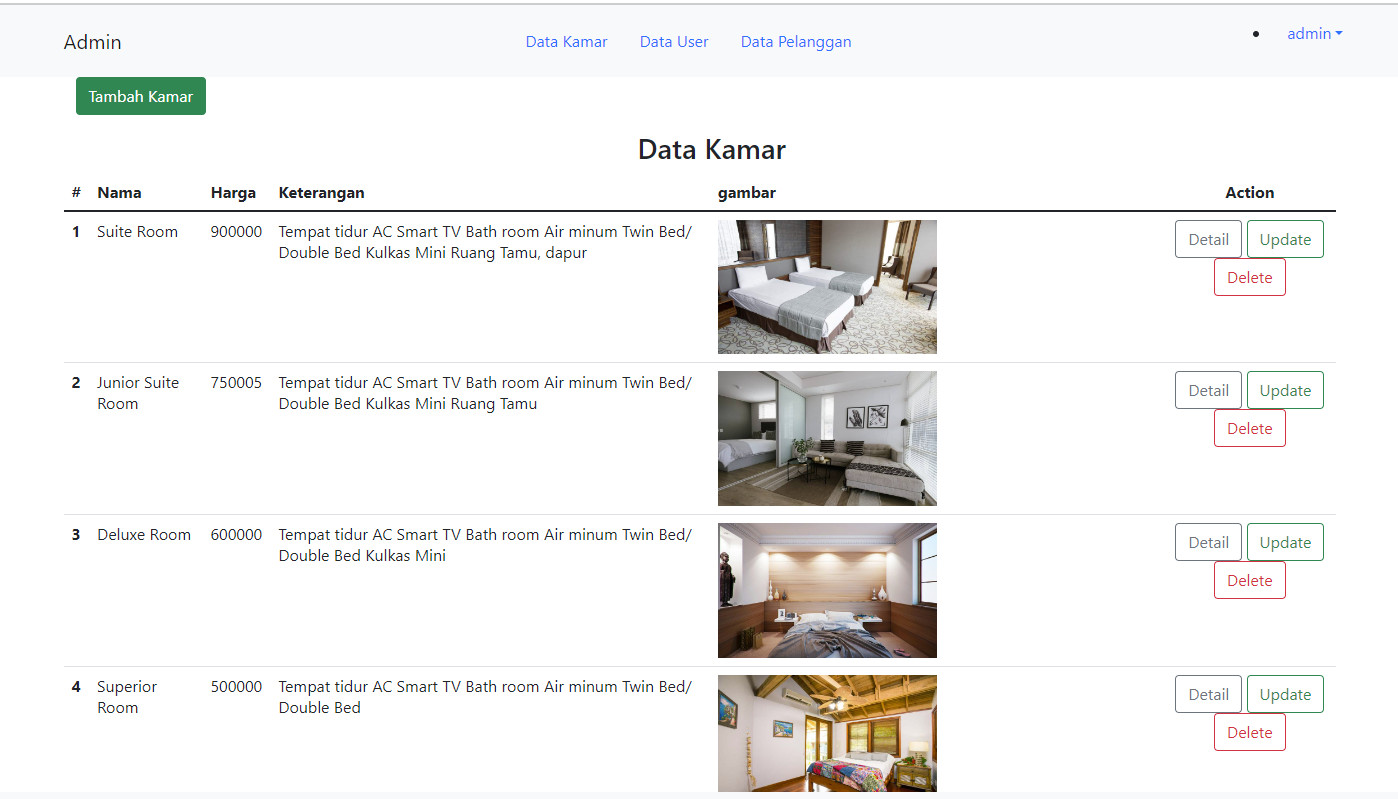 Admin
Data Kamar Data User Data Pelanggan
admin
Tambah Kamar
Data Kamar
# Nama Harga Keterangan gambar Action
1 Suite Room 900000 Tempat tidur AC Smart TV Bath room Air minum Twin Bed/ Detail Update
Double Bed Kulkas Mini Ruang Tamu, dapur
Delete
2 Junior Suite 750005 Tempat tidur AC Smart TV Bath room Air minum Twin Bed/ Detail Update
Room Double Bed Kulkas Mini Ruang Tamu
Delete
3 Deluxe Room 600000 Tempat tidur AC Smart TV Bath room Air minum Twin Bed/ Detail Update
Double Bed Kulkas Mini
Delete
4 Superior 500000 Tempat tidur AC Smart TV Bath room Air minum Twin Bed/ Detail Update
Room Double Bed
Delete